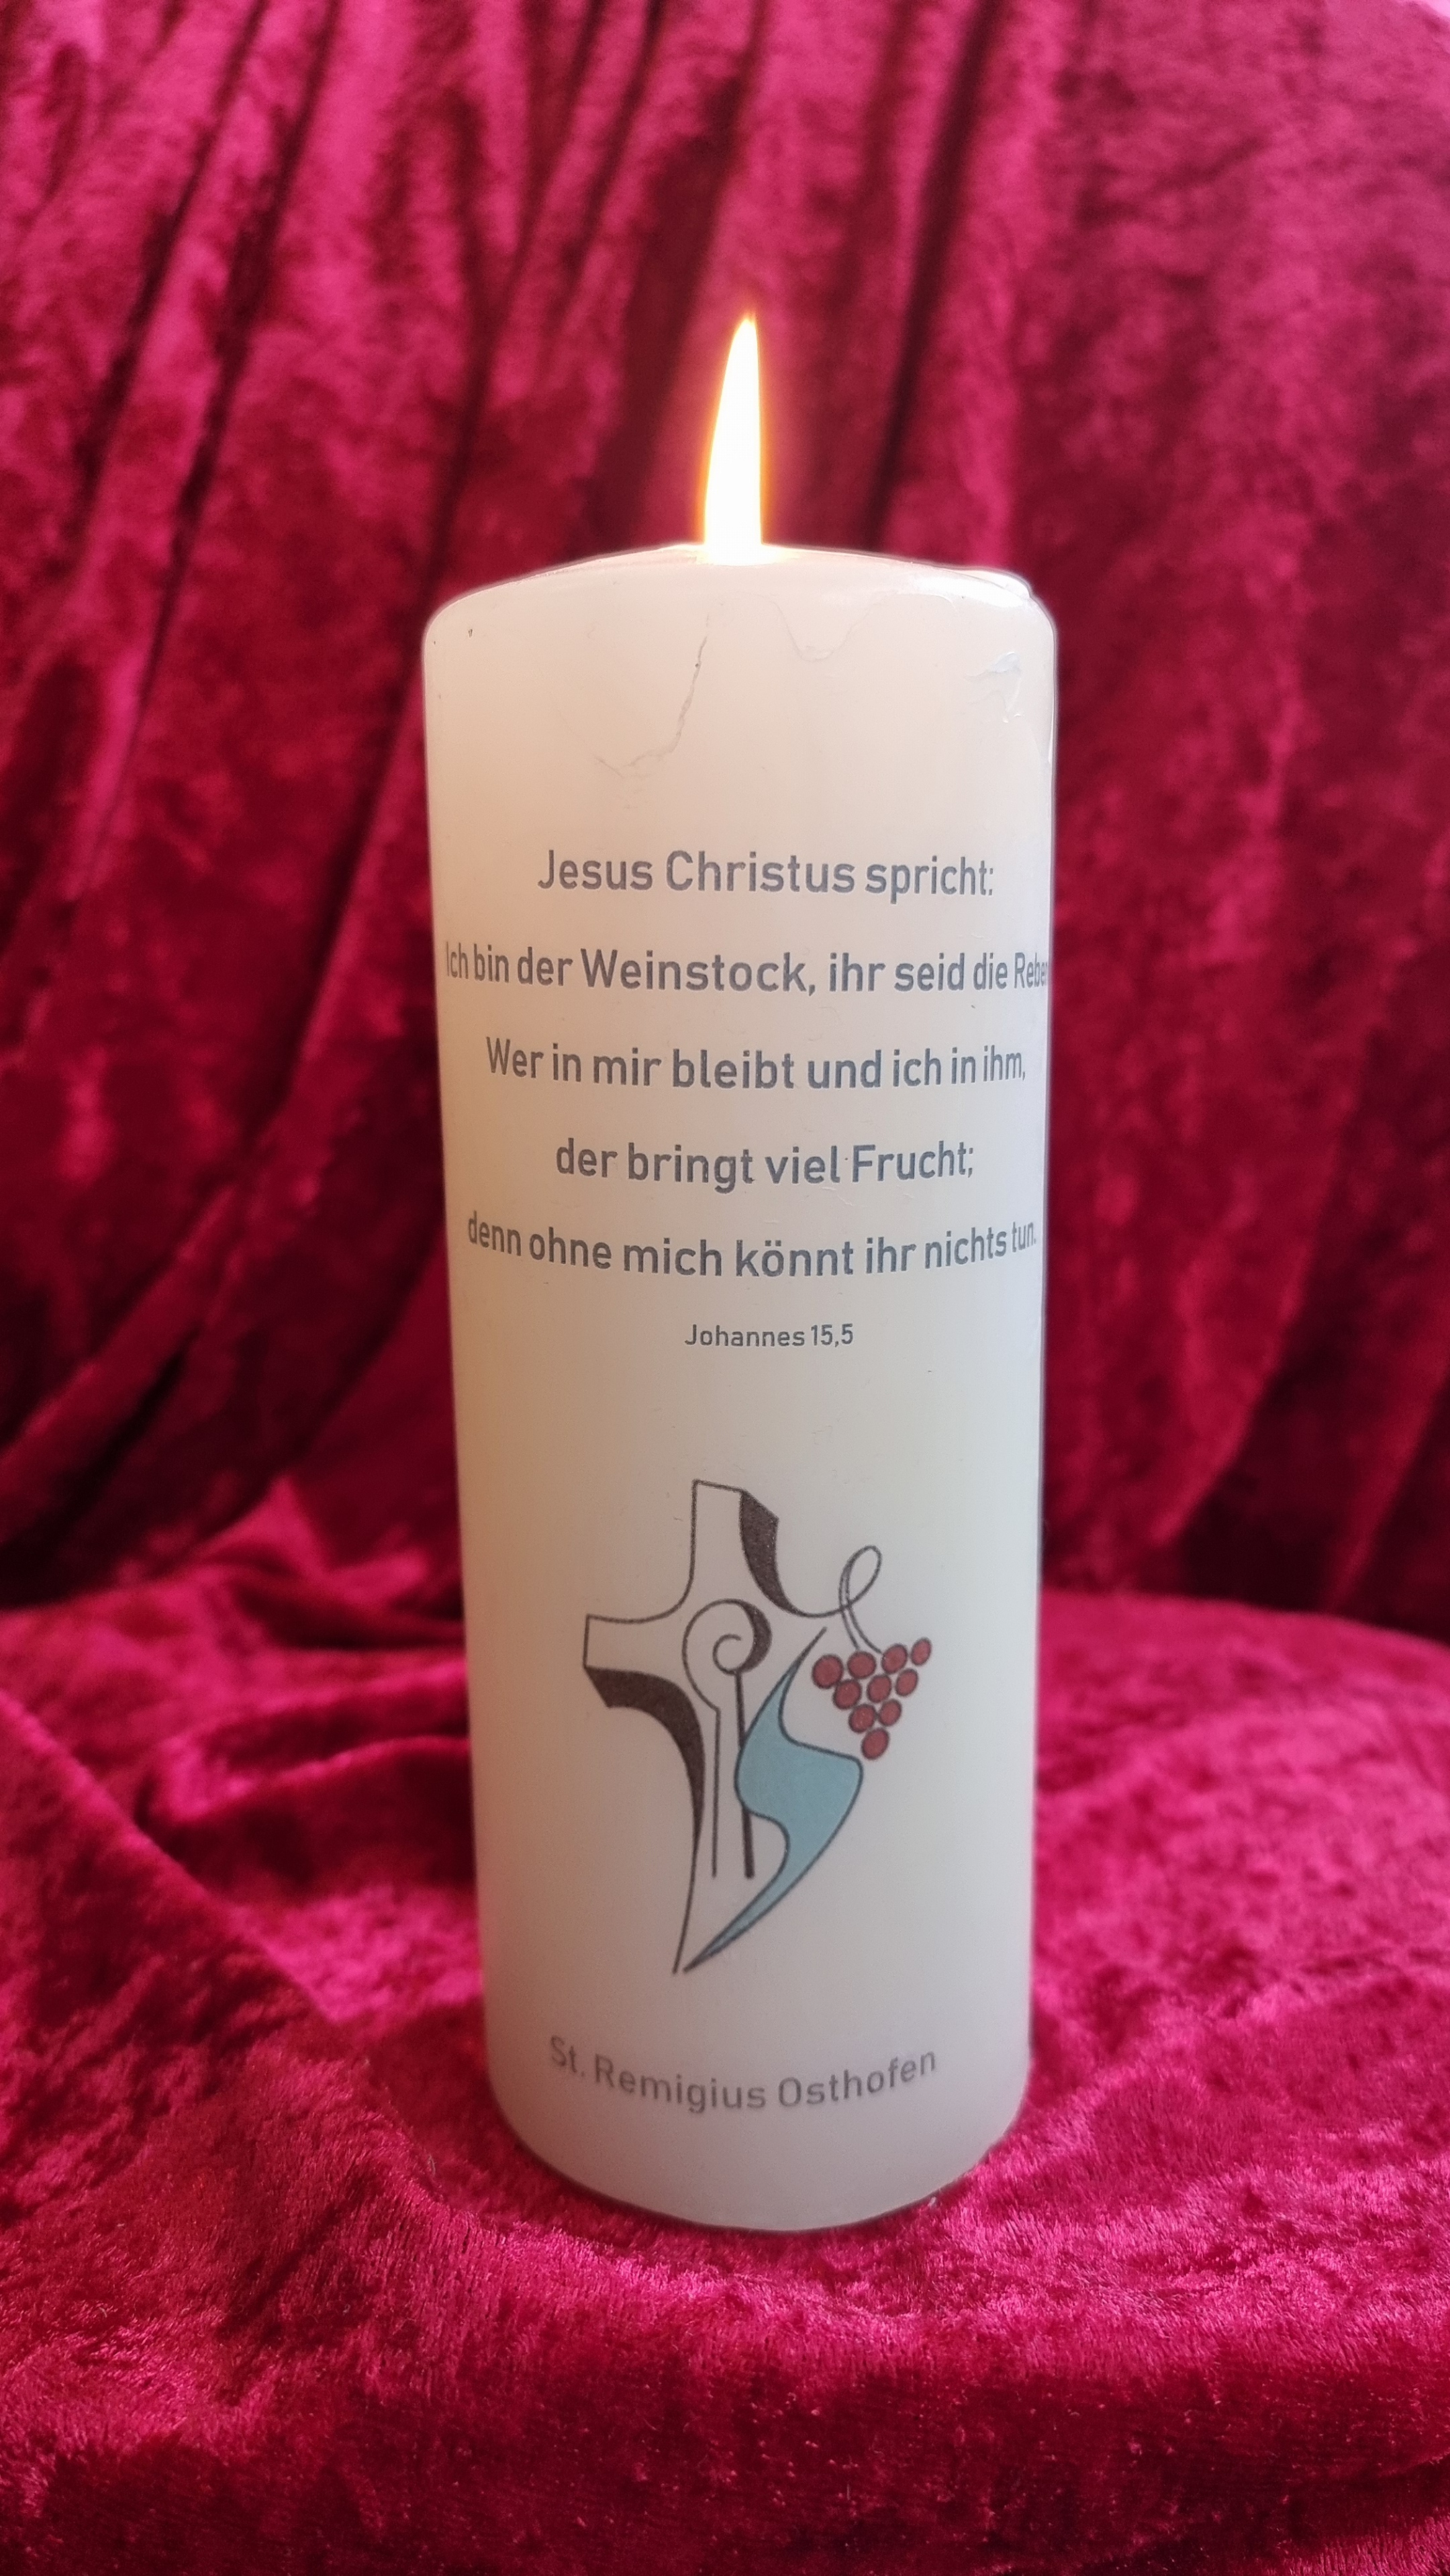 Jesus Christus spricht:
Ich bin der Weinstock, ihr seid die Reben
Wer in mir bleibt und ich in ihm,
der bringt viel Frucht;
denn ohne mich könnt ihr nichts tun.
Johannes 15,5
St. Remigius Osthofen